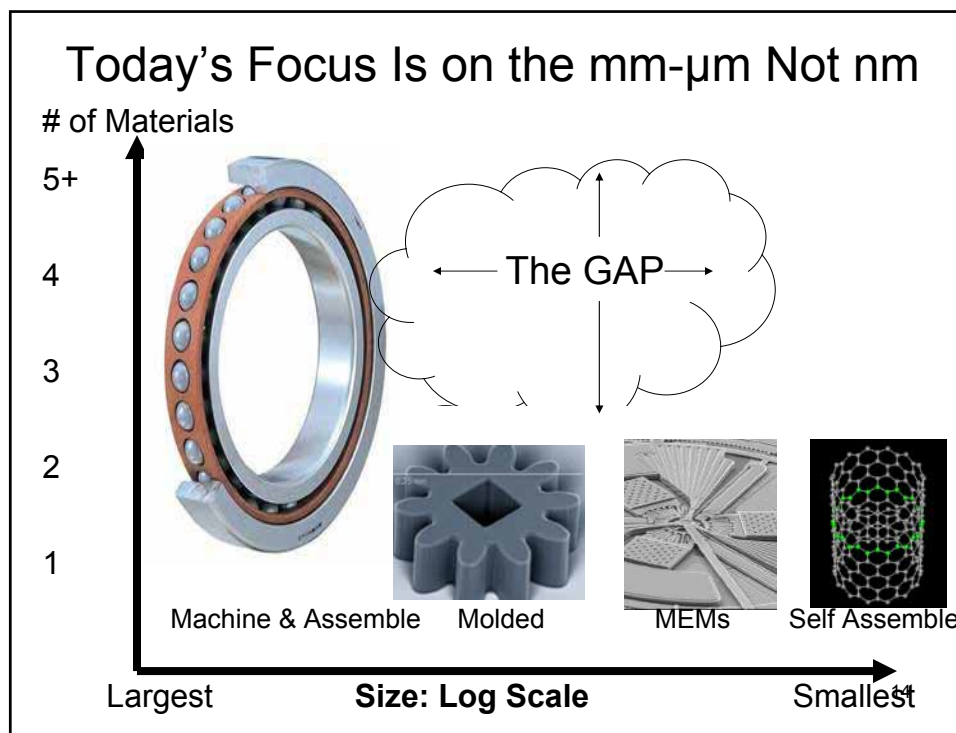 Today's Focus Is on the mm-µm Not nm
# of Materials
5+
4
3
2
1
The GAP
Machine & Assemble
Molded
MEMs
Self Assemble
Largest
Size: Log Scale
Smallest
14